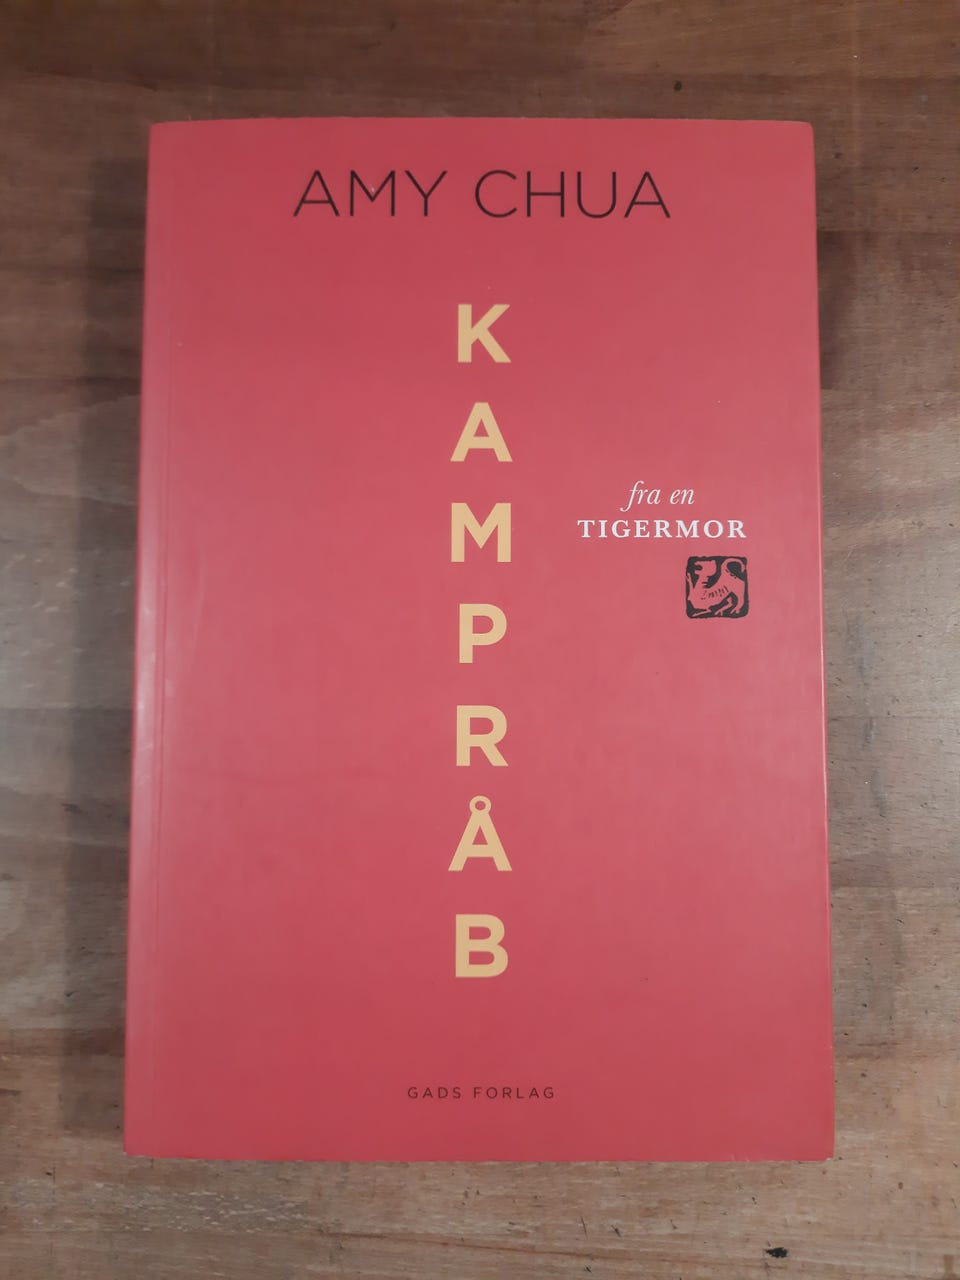 AMY CHUA
KAMPRÅB
fra en
TIGERMOR
GADS FORLAG